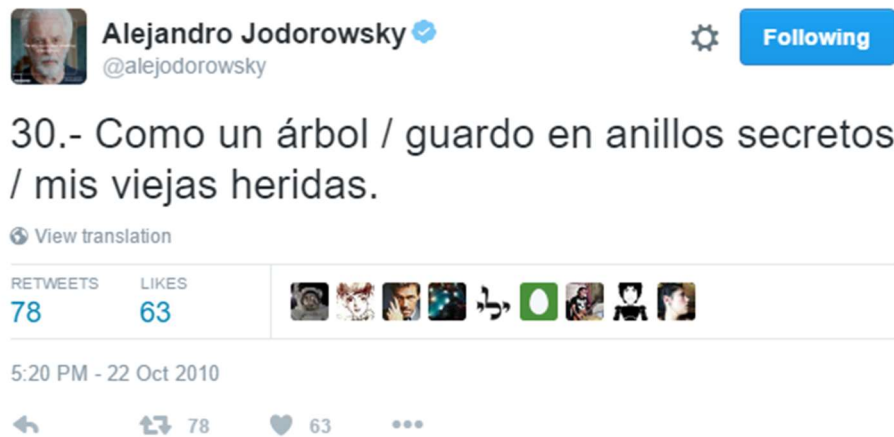 Alejandro Jodorowsky
@alejodorowsky
Following
30.- Como un árbol / guardo en anillos secretos
/ mis viejas heridas.
View translation
RETWEETS LIKES
78 63
ילי
5:20 PM - 22 Oct 2010
78 63